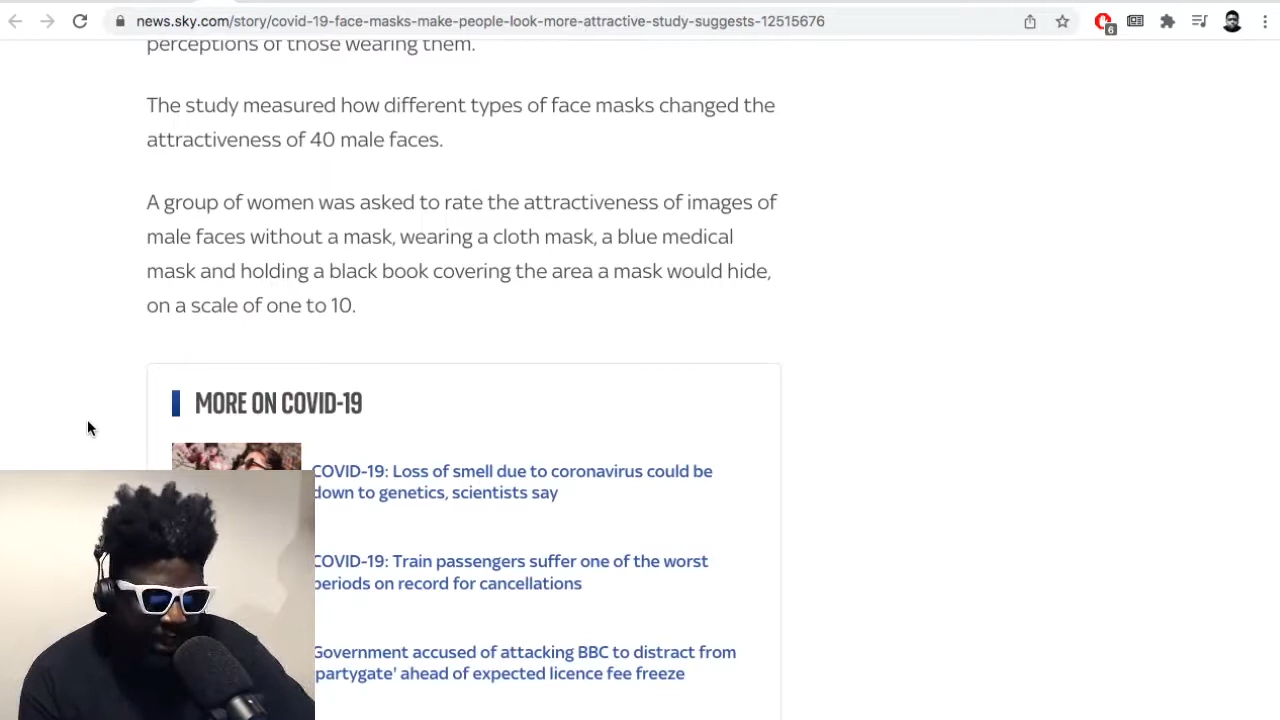 news.sky.com/story/covid-19-face-masks-make-people-look-more-attractive-study-suggests-12515676
6
perceptions of those wearing them.
The study measured how different types of face masks changed the
attractiveness of 40 male faces.
A group of women was asked to rate the attractiveness of images of
male faces without a mask, wearing a cloth mask, a blue medical
mask and holding a black book covering the area a mask would hide,
on a scale of one to 10.
MORE ON COVID-19
COVID-19: Loss of smell due to coronavirus could be
down to genetics, scientists say
COVID-19: Train passengers suffer one of the worst
periods on record for cancellations
Government accused of attacking BBC to distract from
'partygate' ahead of expected licence fee freeze